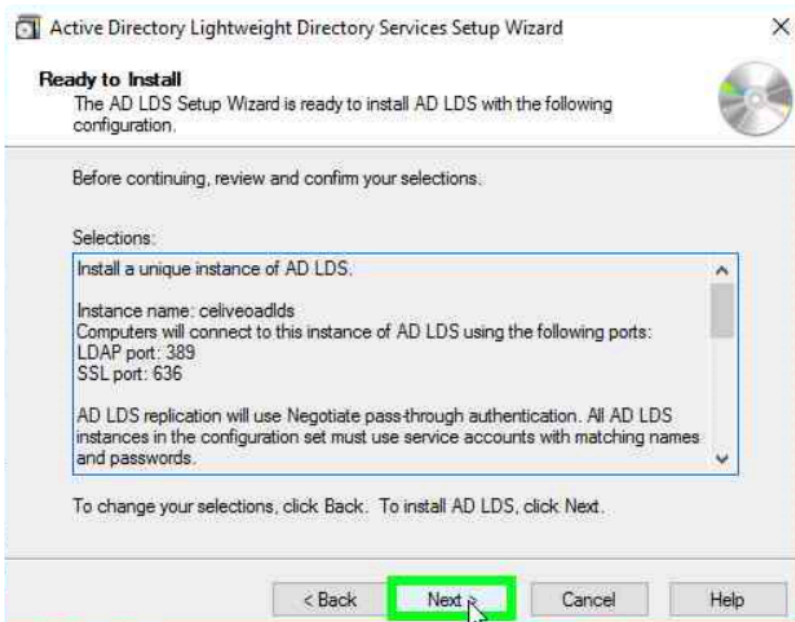 Active Directory Lightweight Directory Services Setup Wizard
Ready to Install
The AD LDS Setup Wizard is ready to install AD LDS with the following
configuration.
Before continuing, review and confirm your selections.
Selections:
Install a unique instance of AD LDS.
Instance name: celiveoadlds
Computers will connect to this instance of AD LDS using the following ports:
LDAP port: 389
SSL port: 636
AD LDS replication will use Negotiate pass-through authentication. All AD LDS
instances in the configuration set must use service accounts with matching names
and passwords.
To change your selections, click Back. To install AD LDS, click Next.
< Back Next > Cancel Help